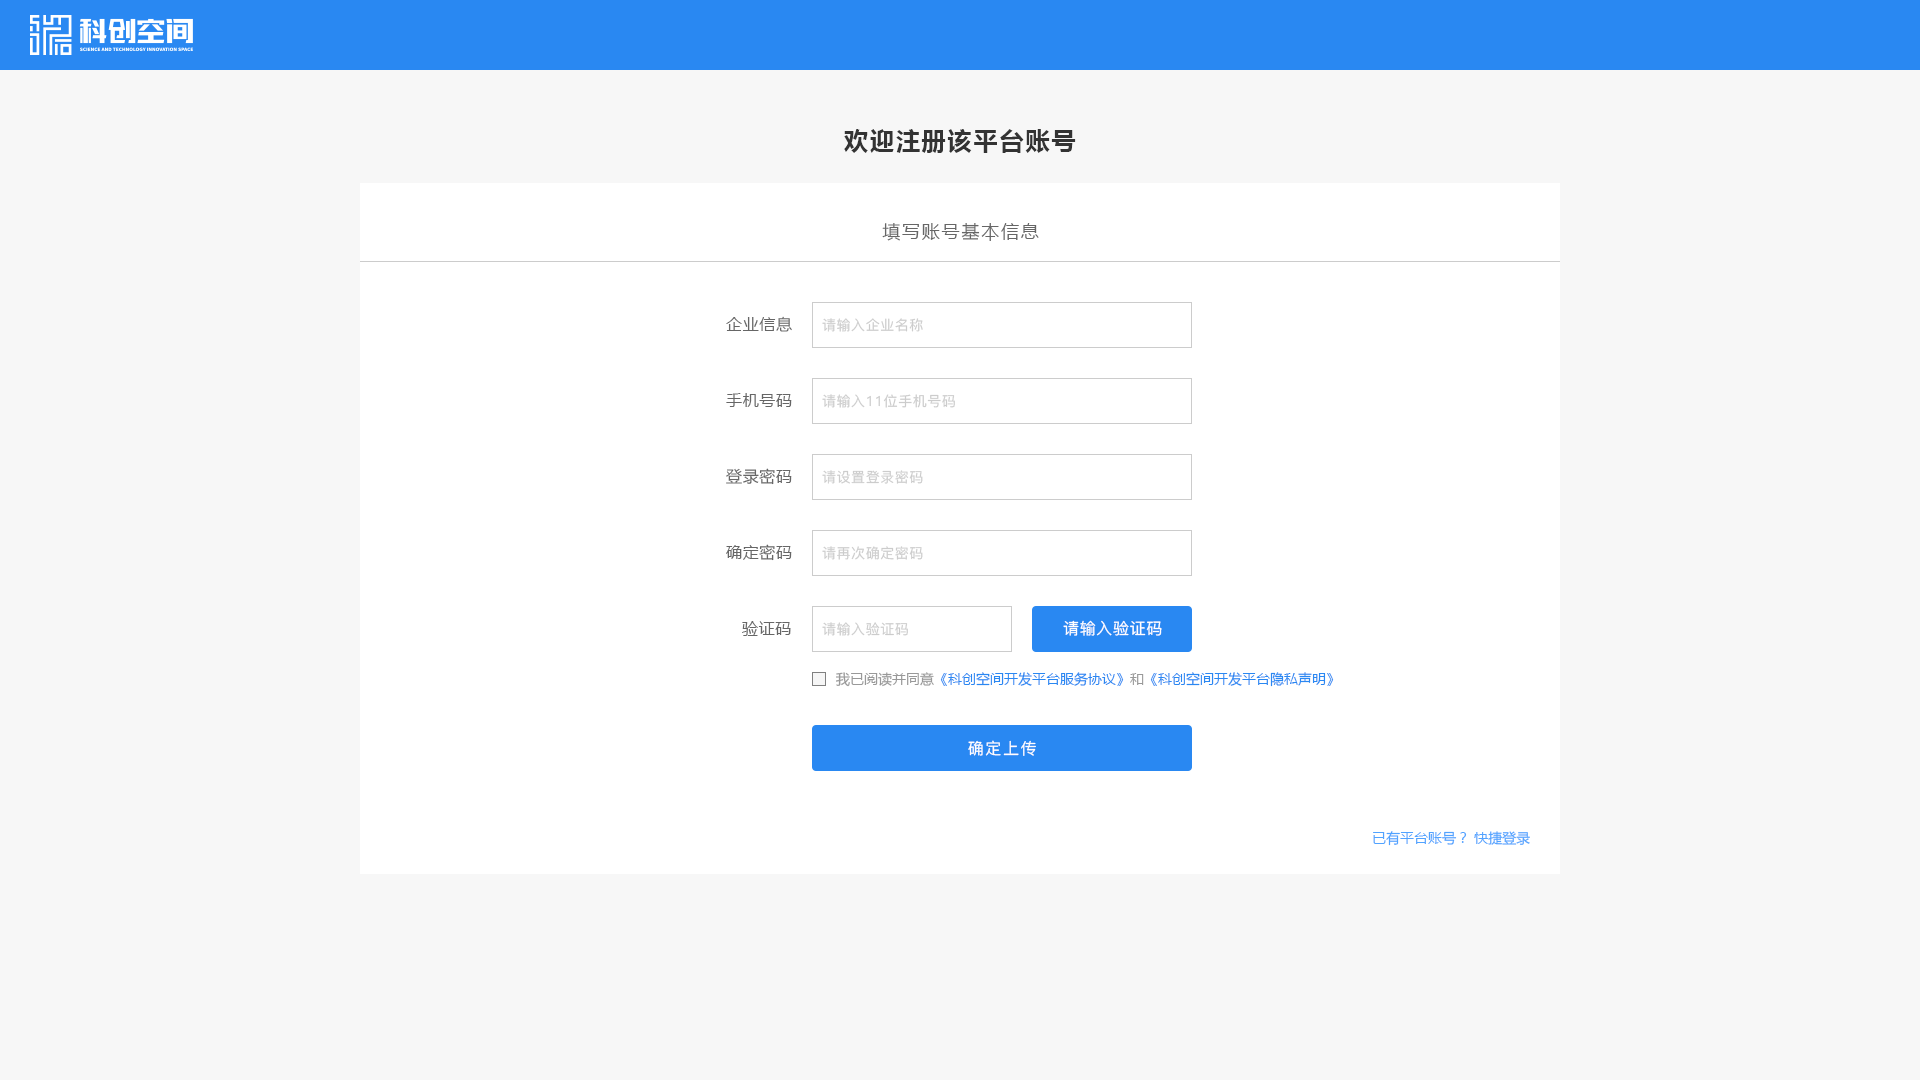 科创空间
SCIENCE AND TECHNOLOGY INNOVATION SPACE
欢迎注册该平台账号
填写账号基本信息
企业信息 请输入企业名称
手机号码 请输入11位手机号码
登录密码 请设置登录密码
确定密码 请再次确定密码
验证码 请输入验证码 请输入验证码
我已阅读并同意《科创空间开发平台服务协议》和《科创空间开发平台隐私声明》
确定上传
已有平台账号？快捷登录